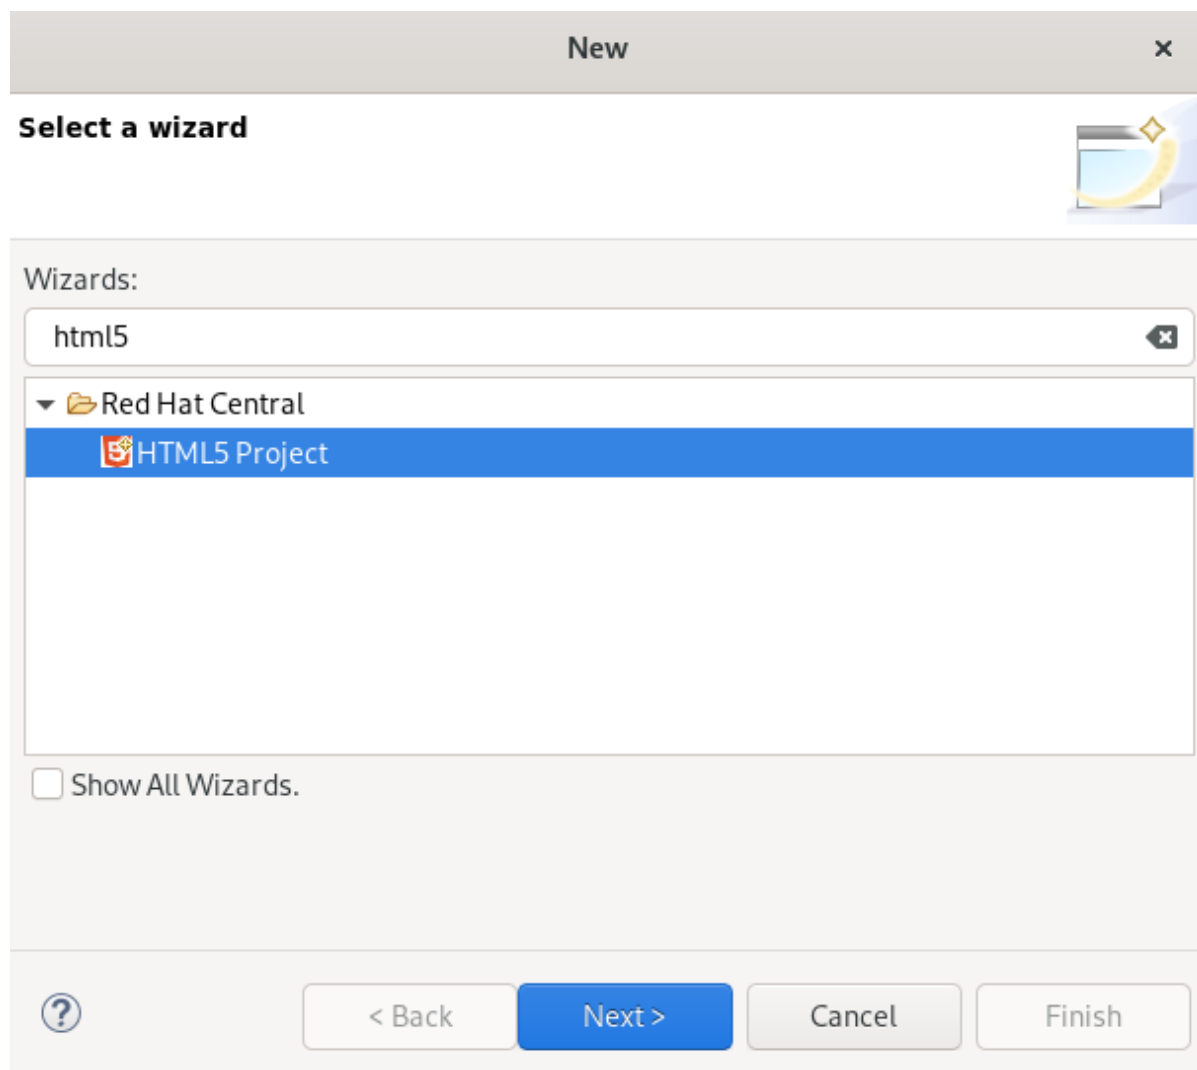 New
Select a wizard
Wizards:
html5
Red Hat Central
HTML5 Project
Show All Wizards.
< Back Next > Cancel Finish